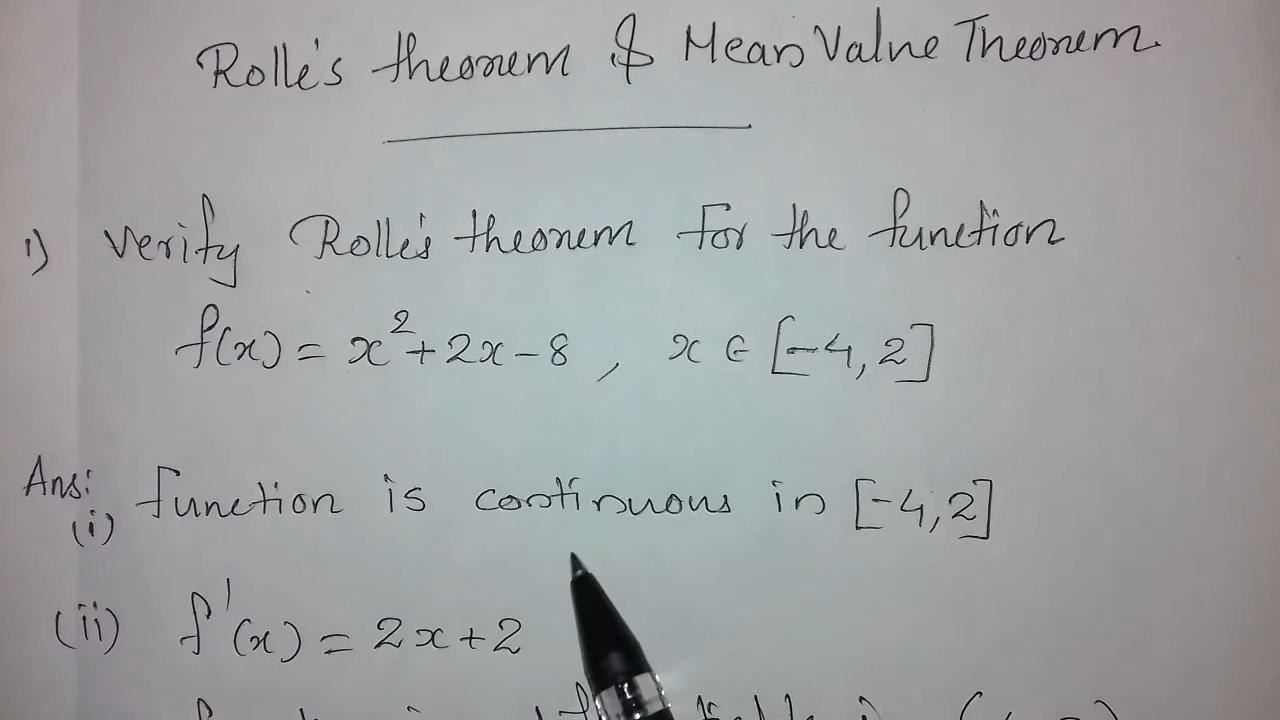 Rolle's theorem & Mean Value Theorem.
1) Verify Rolle's theorem for the function
f(x) = x²+2x-8 , x ∈ [-4,2]
Ans:
(i) function is continuous in [-4,2]
(ii) f'(x) = 2x+2